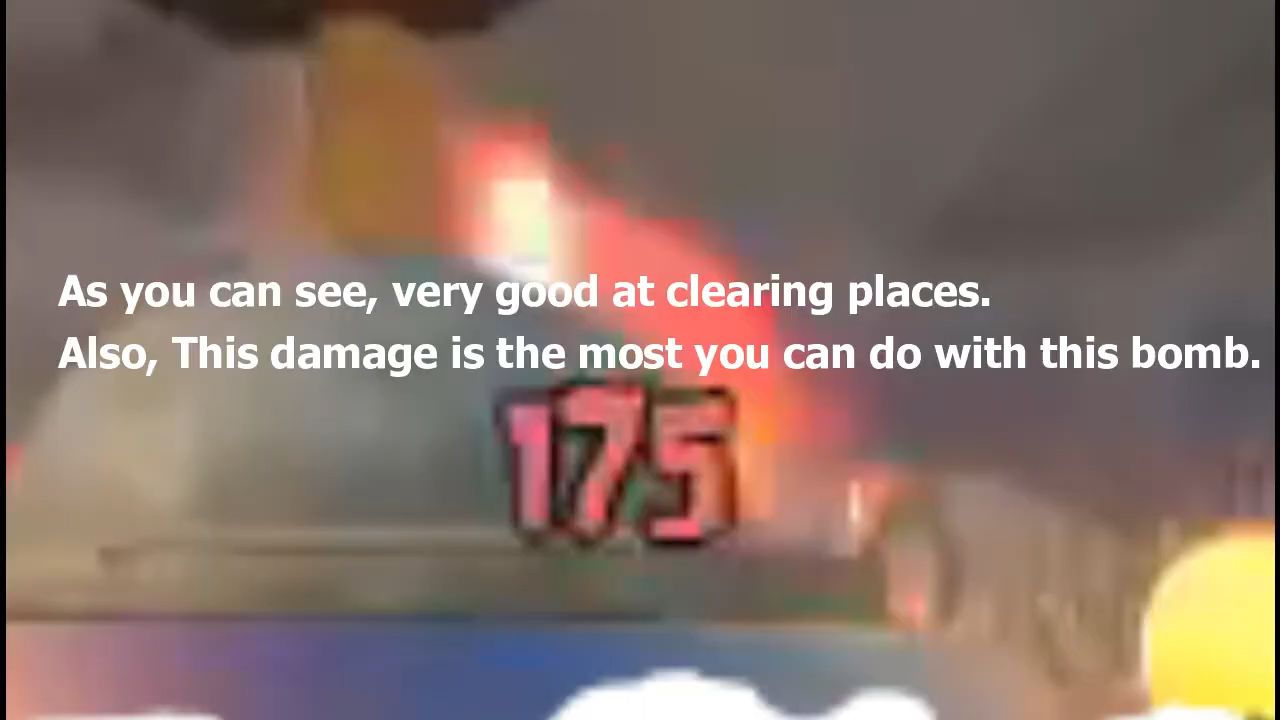 As you can see, very good at clearing places.
Also, This damage is the most you can do with this bomb.
175